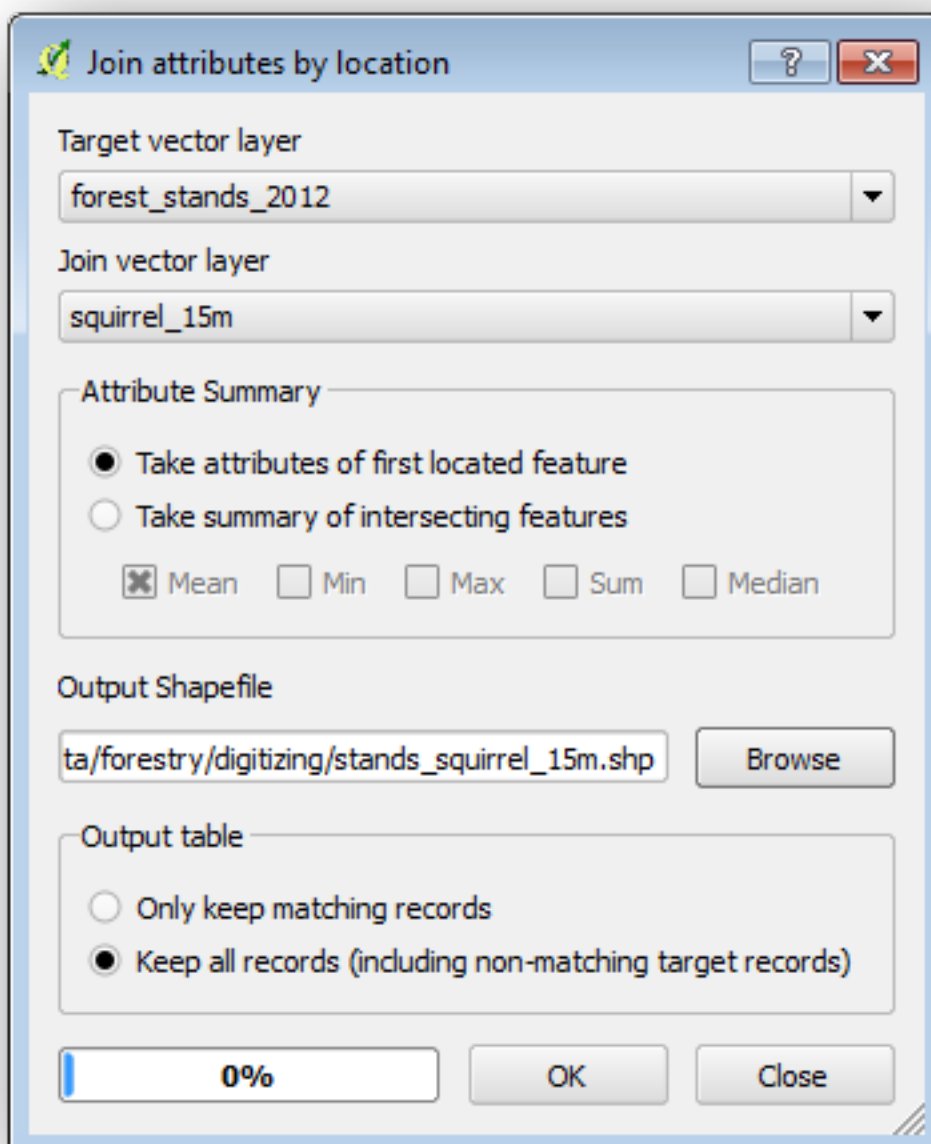 Join attributes by location
?
Target vector layer
forest_stands_2012
Join vector layer
squirrel_15m
Attribute Summary
Take attributes of first located feature
Take summary of intersecting features
Mean Min Max Sum Median
Output Shapefile
ta/forestry/digitizing/stands_squirrel_15m.shp Browse
Output table
Only keep matching records
Keep all records (including non-matching target records)
0% OK Close